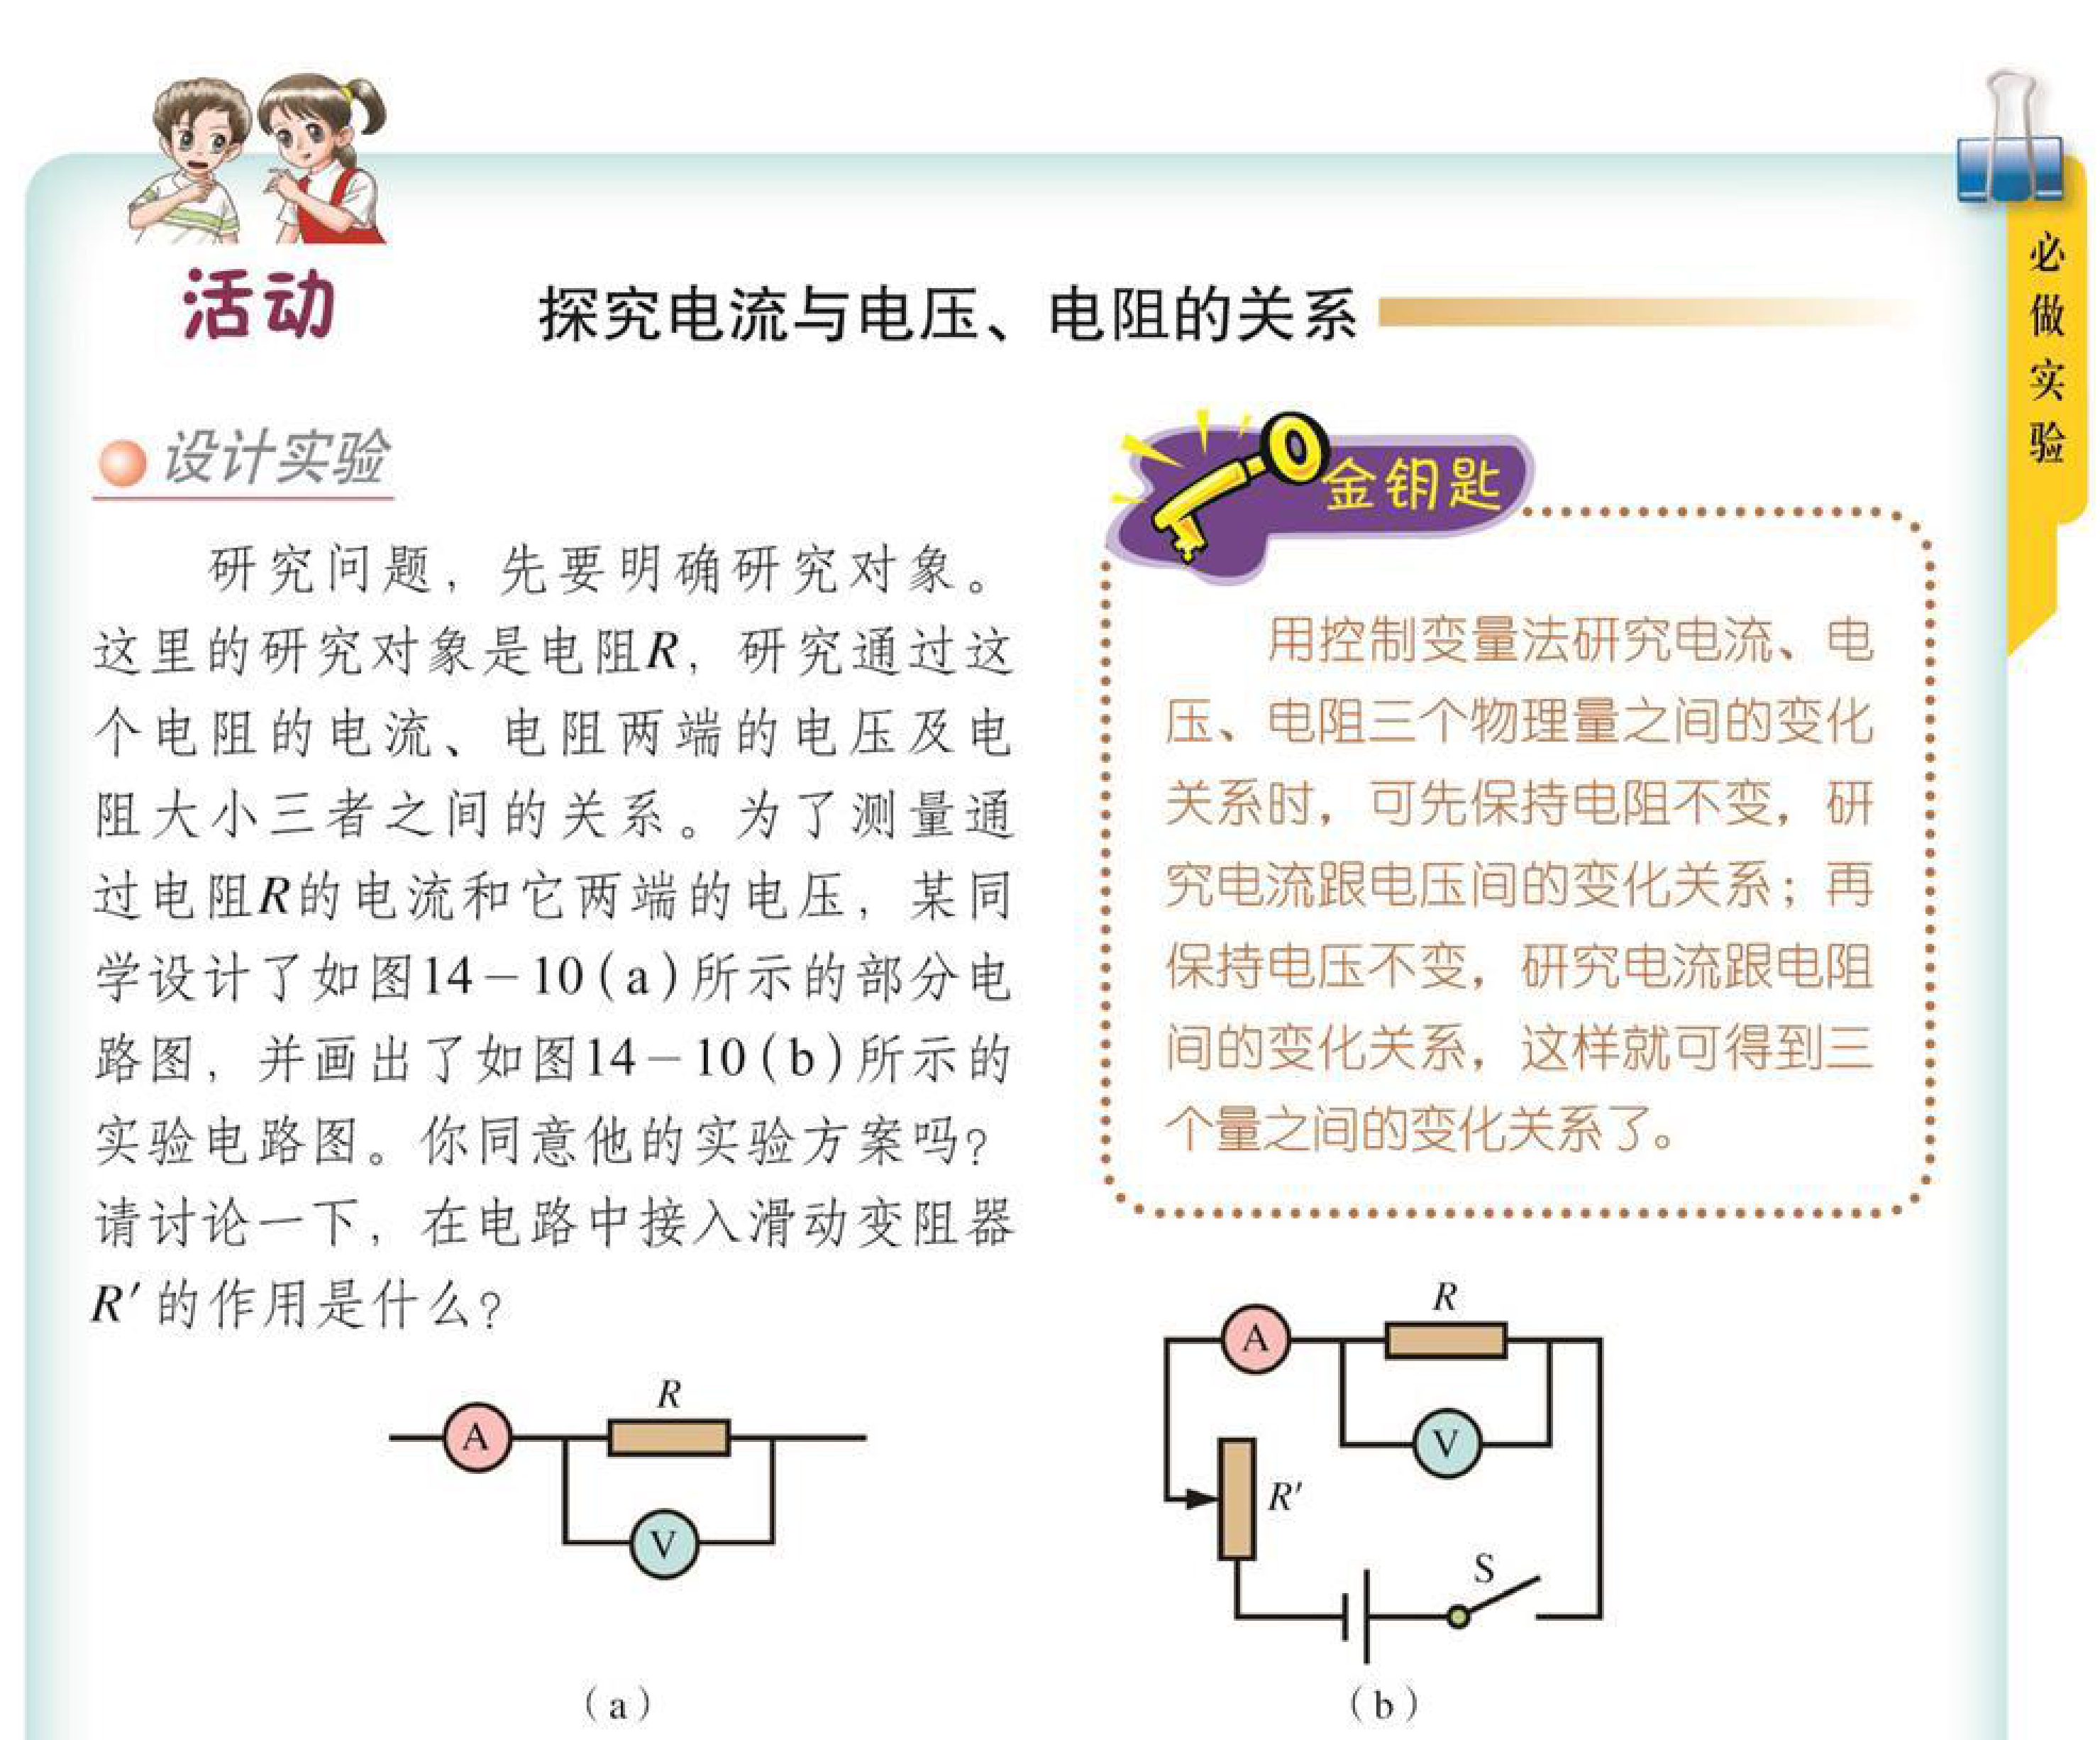 活动
探究电流与电压、电阻的关系
必做实验
设计实验
研究问题，先要明确研究对象。
这里的研究对象是电阻R，研究通过这
个电阻的电流、电阻两端的电压及电
阻大小三者之间的关系。为了测量通
过电阻R的电流和它两端的电压，某同
学设计了如图14－10（a）所示的部分电
路图，并画出了如图14－10（b）所示的
实验电路图。你同意他的实验方案吗？
请讨论一下，在电路中接入滑动变阻器
R′的作用是什么？
金钥匙
用控制变量法研究电流、电
压、电阻三个物理量之间的变化
关系时，可先保持电阻不变，研
究电流跟电压间的变化关系；再
保持电压不变，研究电流跟电阻
间的变化关系，这样就可得到三
个量之间的变化关系了。
R
A
V
（a）
R
A
V
R′
S
（b）